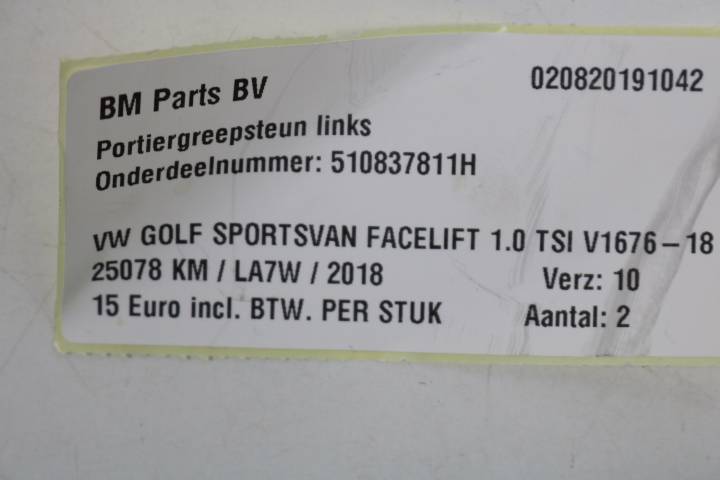 BM Parts BV
020820191042
Portiergreepsteun links
Onderdeelnummer: 510837811H
VW GOLF SPORTSVAN FACELIFT 1.0 TSI V1676-18
25078 KM / LA7W / 2018
Verz: 10
15 Euro incl. BTW. PER STUK
Aantal: 2